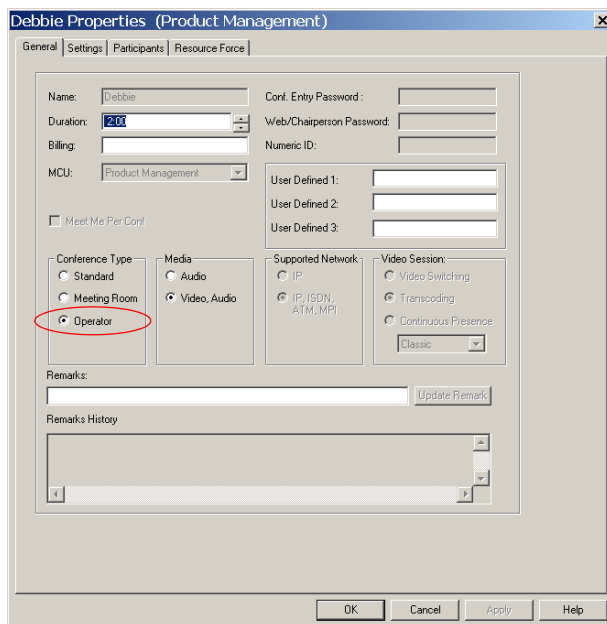 Debbie Properties (Product Management)
General Settings Participants Resource Force
Name: Debbie Conf. Entry Password :
Duration: 2:00 Web/Chairperson Password:
Billing: Numeric ID:
MCU: Product Management User Defined 1:
User Defined 2:
Meet Me Per Conf User Defined 3:
Conference Type Media Supported Network Video Session:
Standard Audio IP Video Switching
Meeting Room Video, Audio IP, ISDN, Transcoding
ATM, MPI
Operator Continuous Presence
Classic
Remarks:
Update Remark
Remarks History
OK Cancel Apply Help